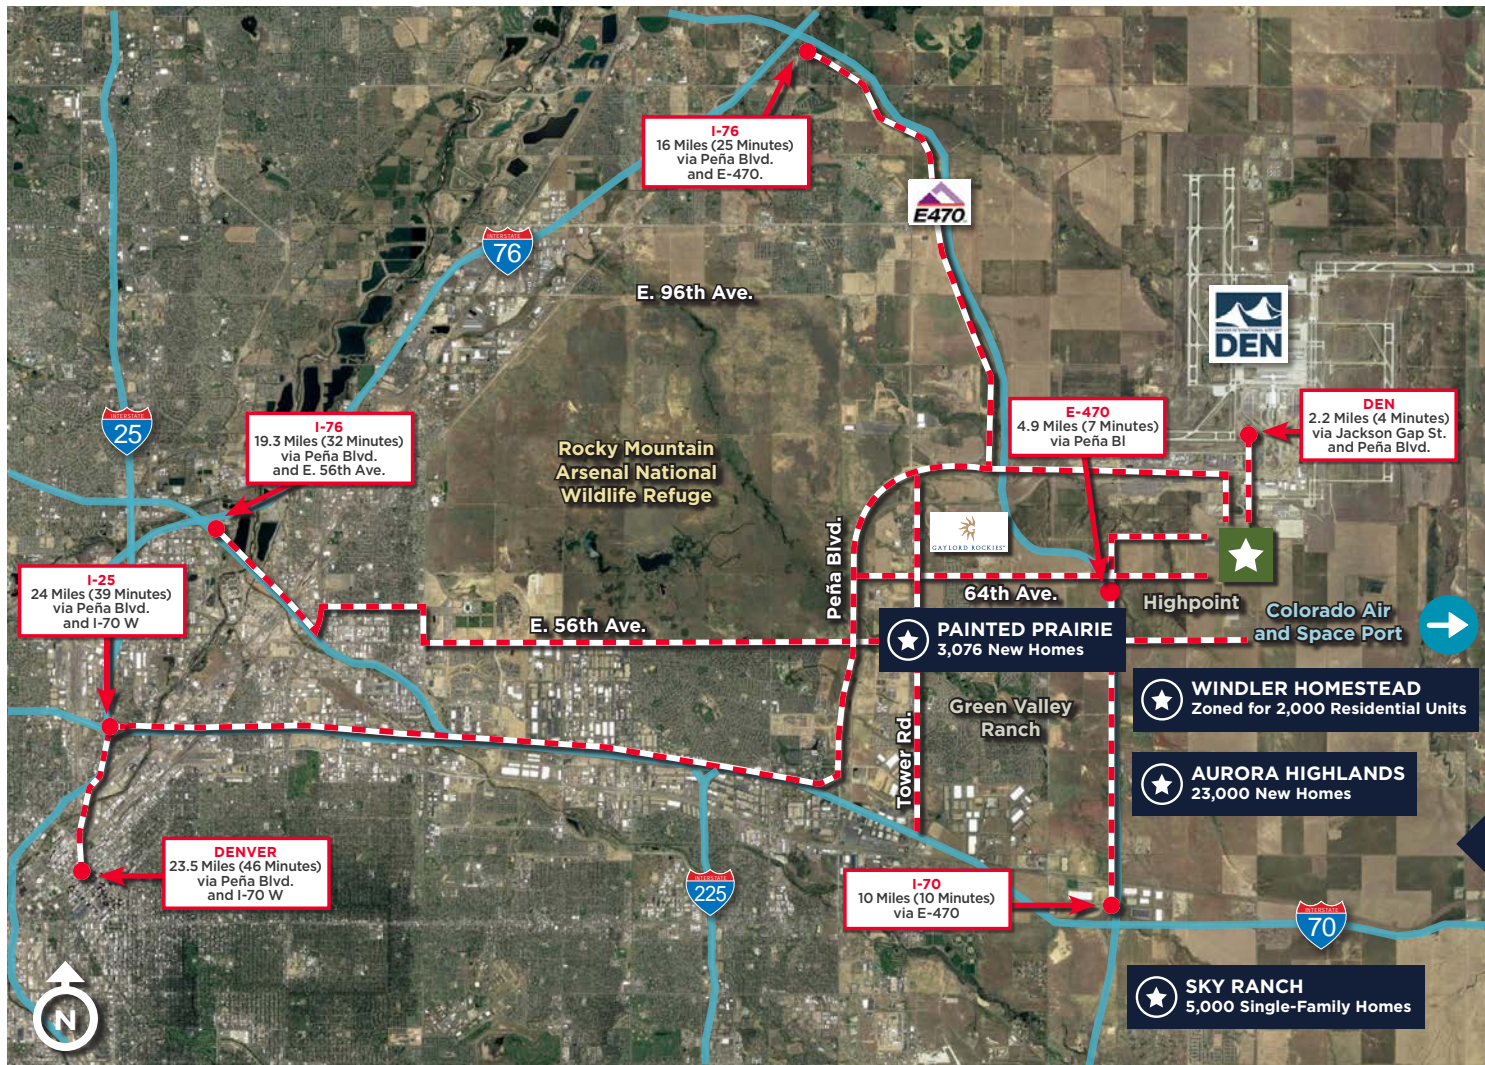 I-76
16 Miles (25 Minutes)
via Peña Blvd.
and E-470.
E470
INTERSTATE
76
E. 96th Ave.
DENVER INTERNATIONAL AIRPORT
DEN
INTERSTATE
25
I-76
19.3 Miles (32 Minutes)
via Peña Blvd.
and E. 56th Ave.
Rocky Mountain
Arsenal National
Wildlife Refuge
E-470
4.9 Miles (7 Minutes)
via Peña Bl
DEN
2.2 Miles (4 Minutes)
via Jackson Gap St.
and Peña Blvd.
Peña Blvd.
GAYLORD ROCKIES
I-25
24 Miles (39 Minutes)
via Peña Blvd.
and I-70 W
64th Ave.
Highpoint
Colorado Air
and Space Port
E. 56th Ave.
PAINTED PRAIRIE
3,076 New Homes
WINDLER HOMESTEAD
Zoned for 2,000 Residential Units
Green Valley
Ranch
Tower Rd.
AURORA HIGHLANDS
23,000 New Homes
DENVER
23.5 Miles (46 Minutes)
via Peña Blvd.
and I-70 W
INTERSTATE
225
I-70
10 Miles (10 Minutes)
via E-470
INTERSTATE
70
SKY RANCH
5,000 Single-Family Homes
N